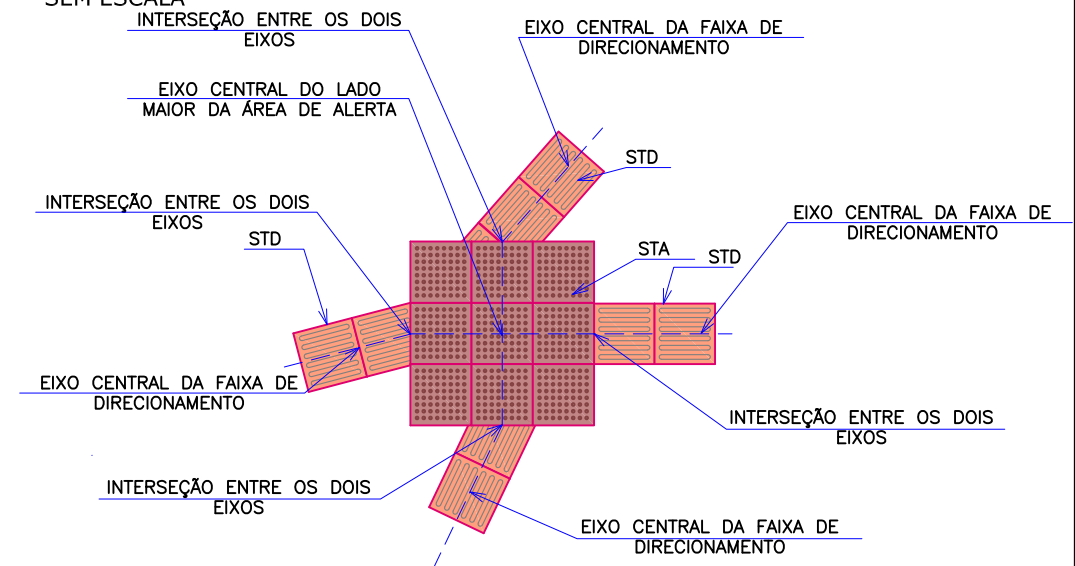 SEM ESCALA
INTERSEÇÃO ENTRE OS DOIS
EIXOS
EIXO CENTRAL DA FAIXA DE
DIRECIONAMENTO
EIXO CENTRAL DO LADO
MAIOR DA ÁREA DE ALERTA
STD
INTERSEÇÃO ENTRE OS DOIS
EIXOS
STD
EIXO CENTRAL DA FAIXA DE
DIRECIONAMENTO
STA
STD
EIXO CENTRAL DA FAIXA DE
DIRECIONAMENTO
INTERSEÇÃO ENTRE OS DOIS
EIXOS
INTERSEÇÃO ENTRE OS DOIS
EIXOS
EIXO CENTRAL DA FAIXA DE
DIRECIONAMENTO